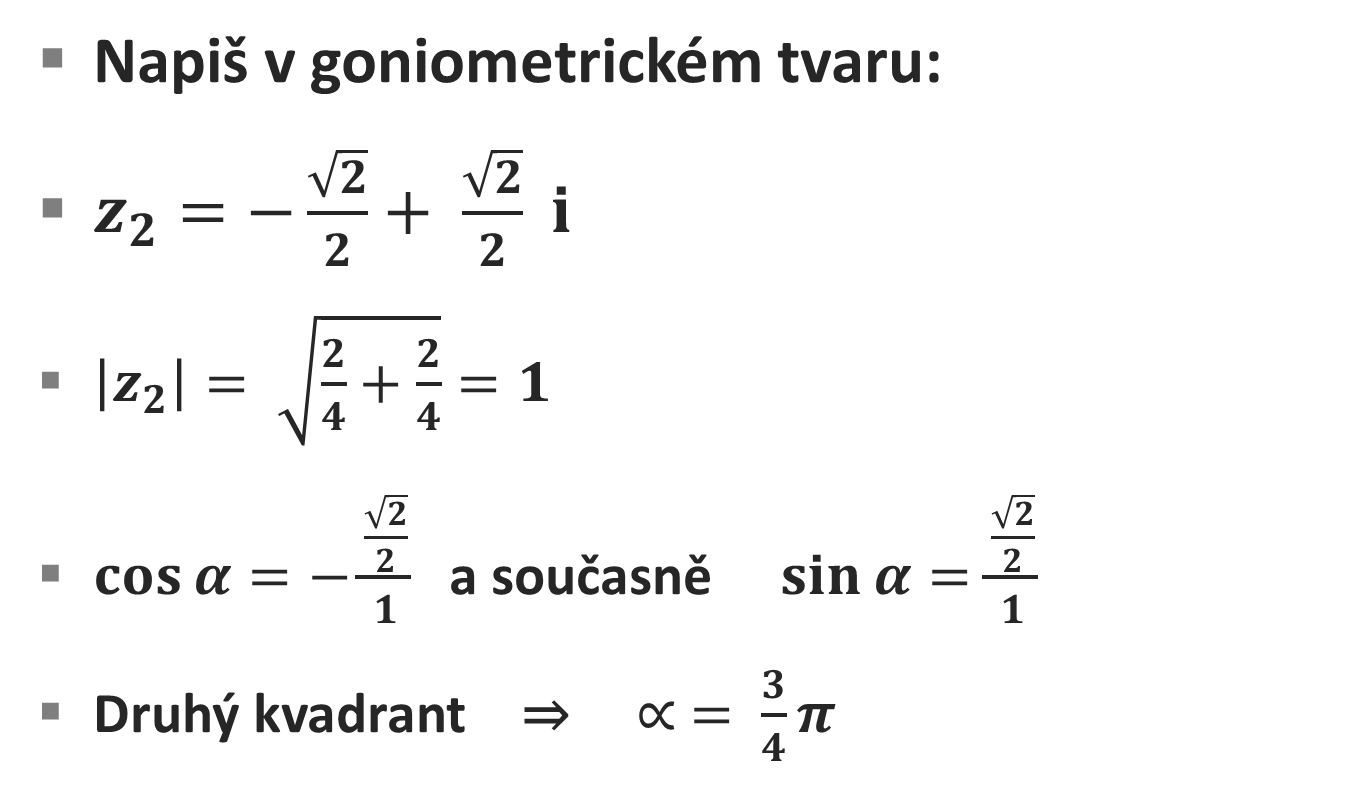 ▪ Napiš v goniometrickém tvaru:
▪ z₂ = −√2/2 + √2/2 i
▪ |z₂| = √(2/4 + 2/4) = 1
▪ cos α = −(√2/2)/1 a současně sin α = (√2/2)/1
▪ Druhý kvadrant ⇒ ∝ = 3/4 π